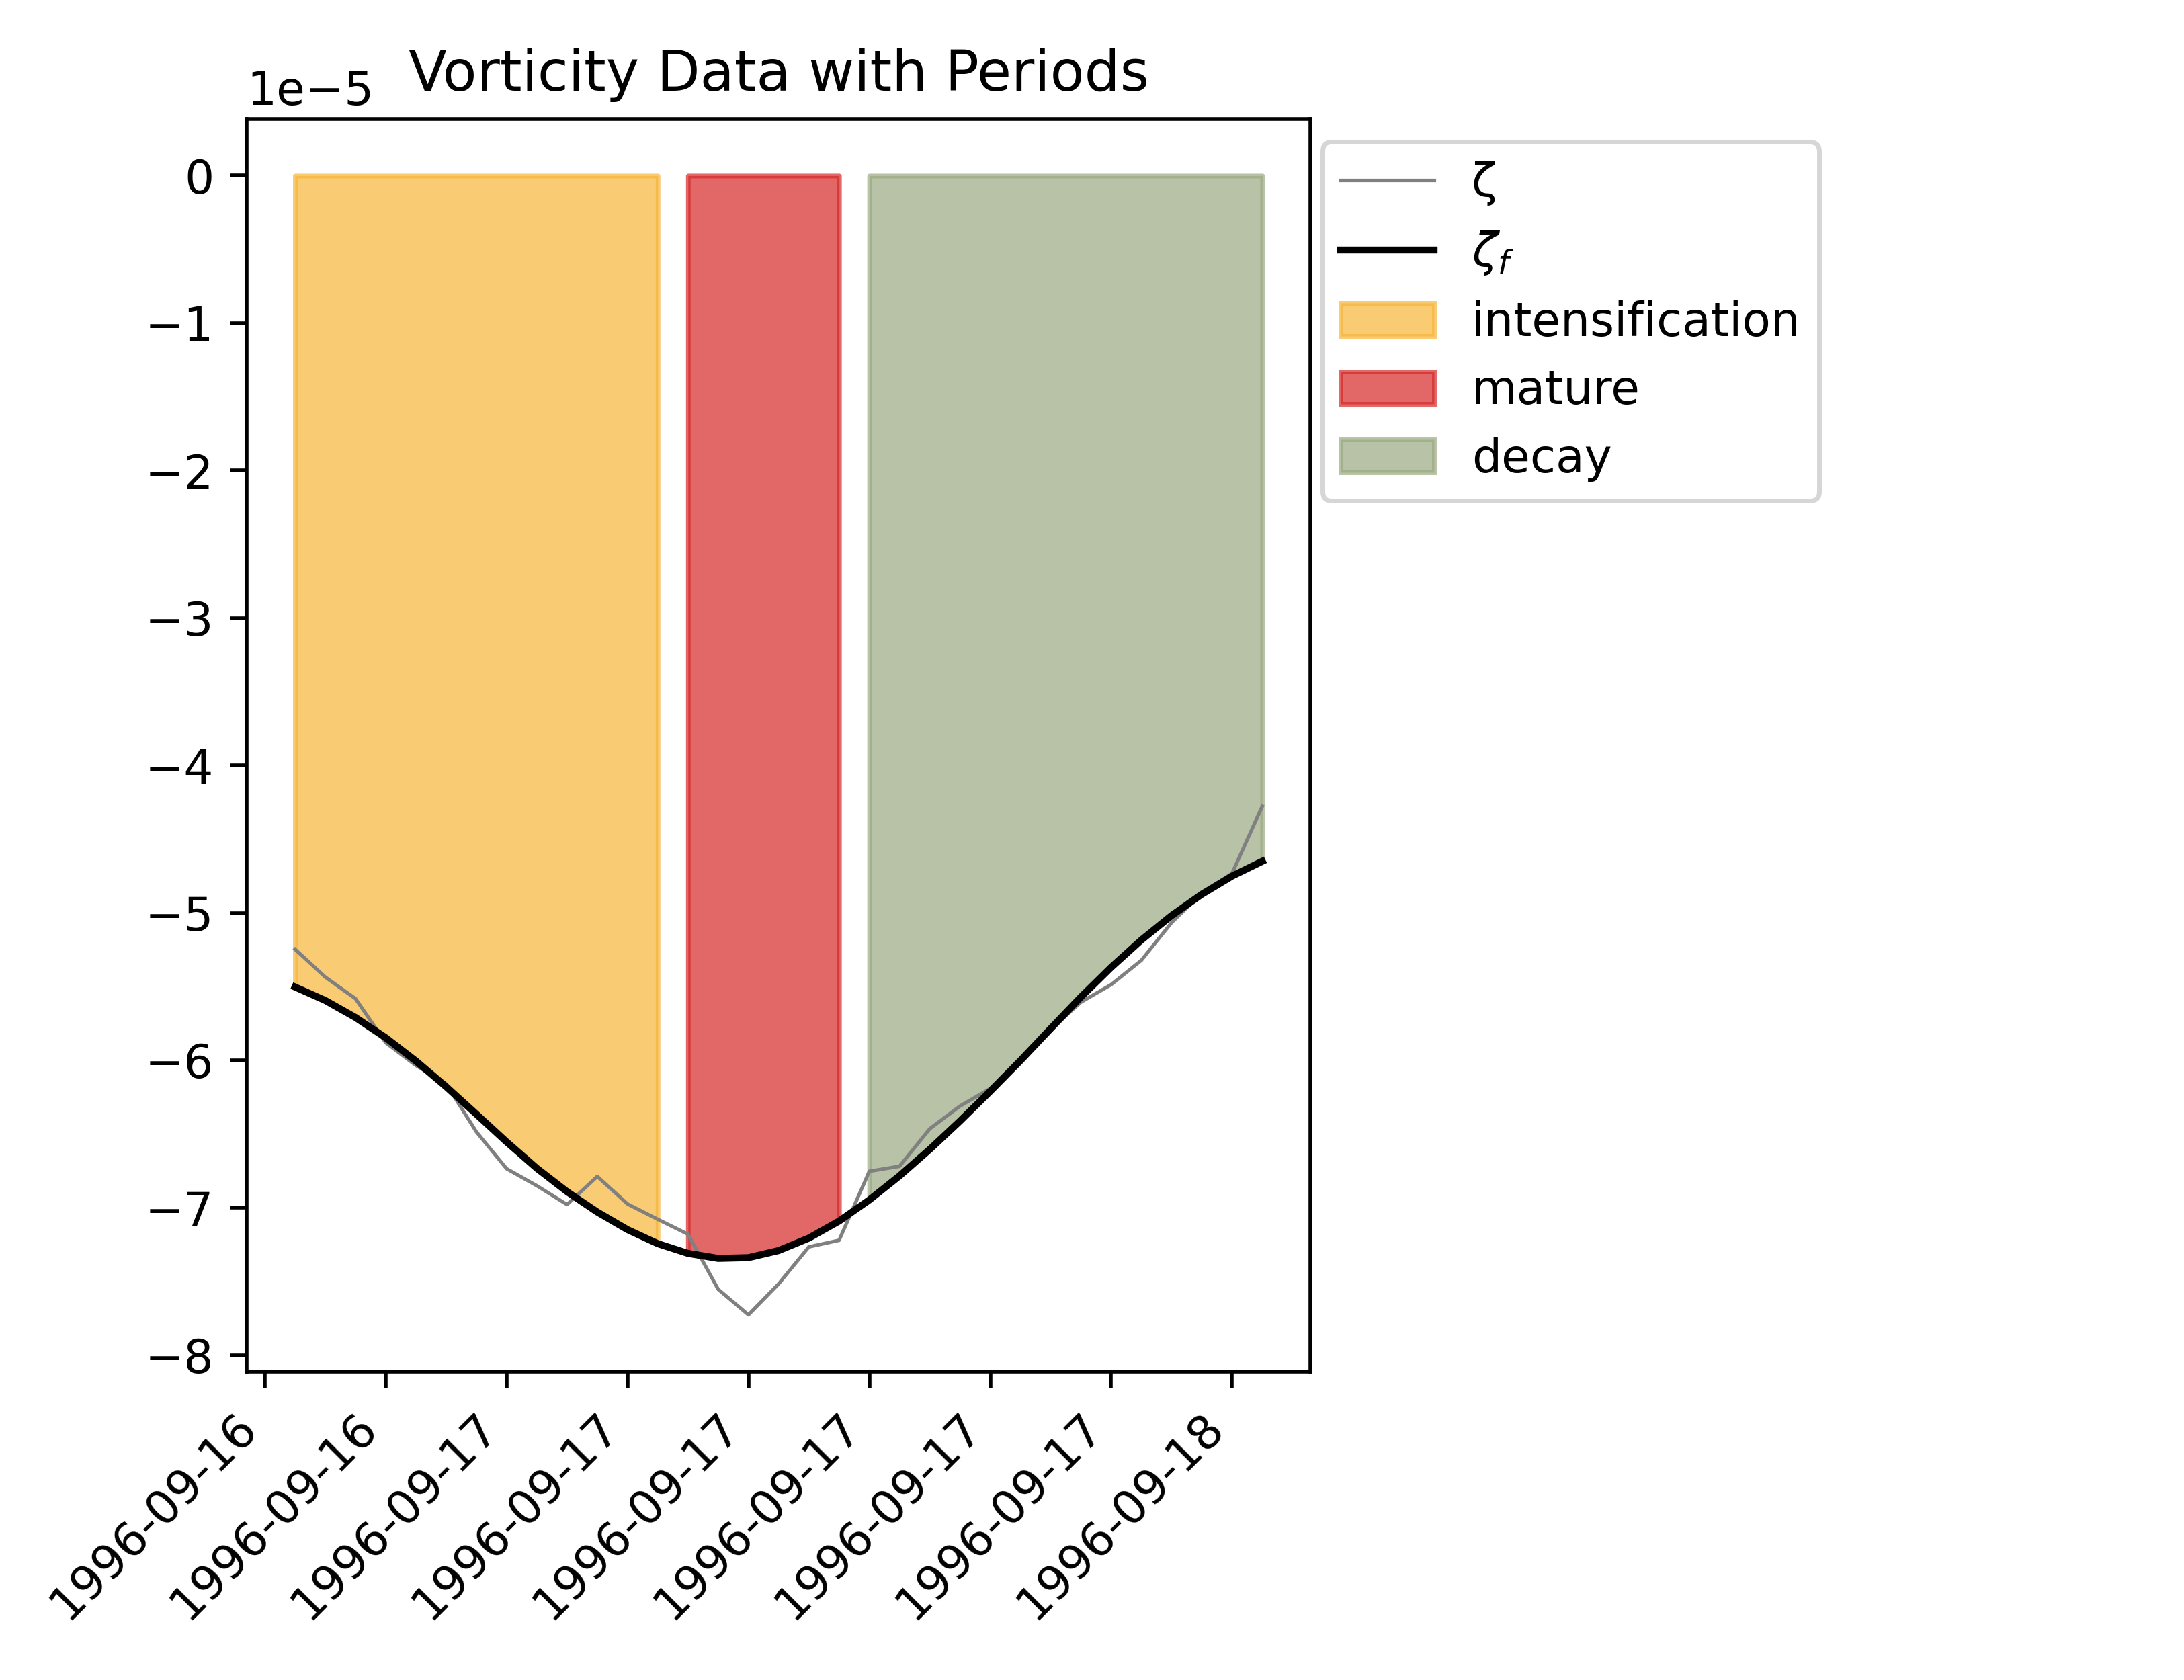 Vorticity Data with Periods
1e−5
0
−1
−2
−3
−4
−5
−6
−7
−8
1996-09-16
1996-09-16
1996-09-17
1996-09-17
1996-09-17
1996-09-17
1996-09-17
1996-09-17
1996-09-18
ζ
ζf
intensification
mature
decay